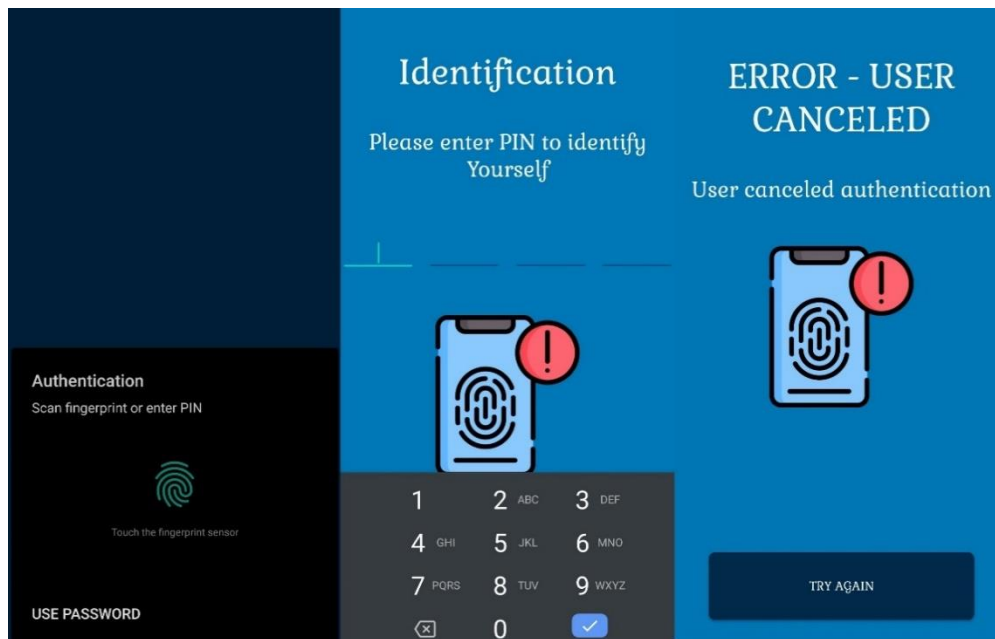 Authentication
Scan fingerprint or enter PIN
Touch the fingerprint sensor
USE PASSWORD
Identification
Please enter PIN to identify
Yourself
1 2 ABC 3 DEF
4 GHI 5 JKL 6 MNO
7 PQRS 8 TUV 9 WXYZ
0
ERROR - USER
CANCELED
User canceled authentication
TRY AGAIN